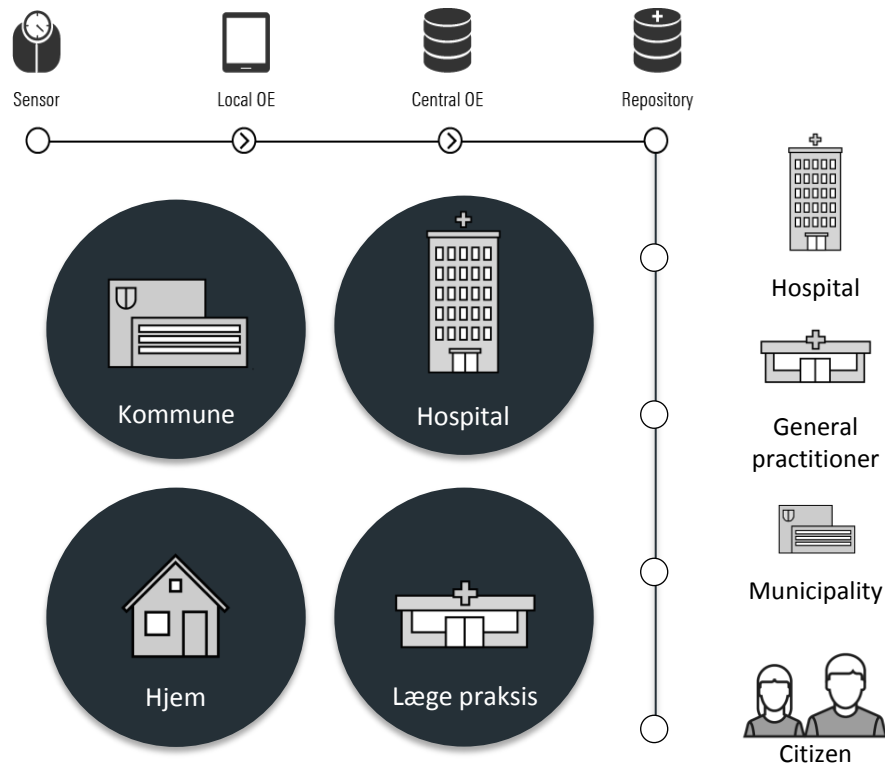 Sensor
Local OE
Central OE
Repository
Kommune
Hospital
Hjem
Læge praksis
Hospital
General
practitioner
Municipality
Citizen